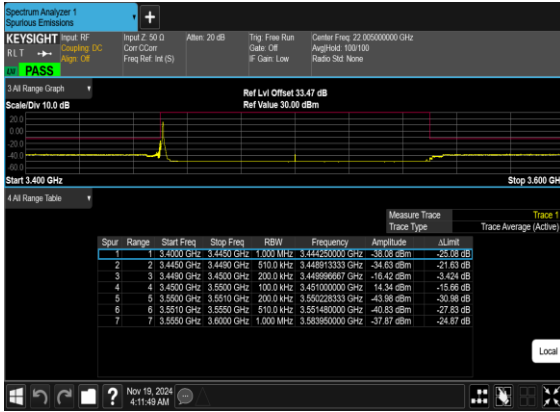 Spectrum Analyzer 1
Spurious Emissions
+
KEYSIGHT Input: RF Input Z: 50 Ω Atten: 20 dB Trig: Free Run Center Freq: 22.005000000 GHz
RLT Coupling: DC Corr CCorr Gate: Off Avg|Hold: 100/100
Align: Off Freq Ref: Int (S) IF Gain: Low Radio Std: None
PASS
3 All Range Graph
Ref Lvl Offset 33.47 dB
Scale/Div 10.0 dB Ref Value 30.00 dBm
20.0
0.00
-20.0
-40.0
-60.0
Start 3.400 GHz Stop 3.600 GH
4 All Range Table
Measure Trace Trace 1
Trace Type Trace Average (Active)
Spur Range Start Freq Stop Freq RBW Frequency Amplitude ΔLimit
1 1 3.4000 GHz 3.4450 GHz 1.000 MHz 3.444250000 GHz -38.08 dBm -25.08 dB
2 2 3.4450 GHz 3.4490 GHz 510.0 kHz 3.448913333 GHz -34.63 dBm -21.63 dB
3 3 3.4490 GHz 3.4500 GHz 200.0 kHz 3.449996667 GHz -16.42 dBm -3.424 dB
4 4 3.4500 GHz 3.5500 GHz 100.0 kHz 3.451000000 GHz 14.34 dBm -15.66 dB
5 5 3.5500 GHz 3.5510 GHz 200.0 kHz 3.550228333 GHz -43.98 dBm -30.98 dB
6 6 3.5510 GHz 3.5550 GHz 510.0 kHz 3.551480000 GHz -40.83 dBm -27.83 dB
7 7 3.5550 GHz 3.6000 GHz 1.000 MHz 3.583950000 GHz -37.87 dBm -24.87 dB
Local
? Nov 19, 2024
4:11:49 AM